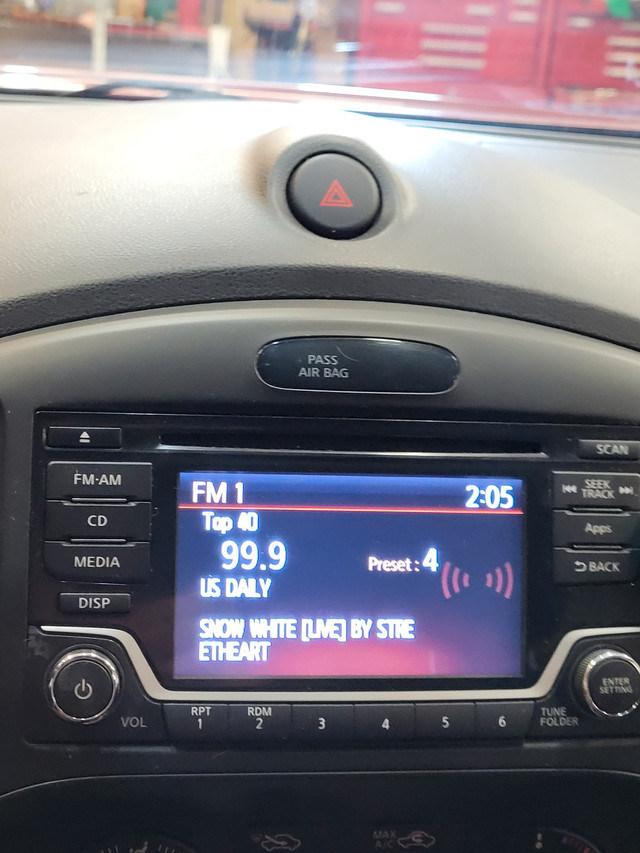 PASS
AIR BAG
SCAN
FM·AM
CD
MEDIA
DISP
FM 1 2:05
Top 40
99.9
Preset : 4
US DAILY
SNOW WHITE [LIVE] BY STRE
ETHEART
SEEK
TRACK
Apps
BACK
VOL
RPT
1
RDM
2
3
4
5
6
TUNE
FOLDER
ENTER
SETTING
MAX
A/C